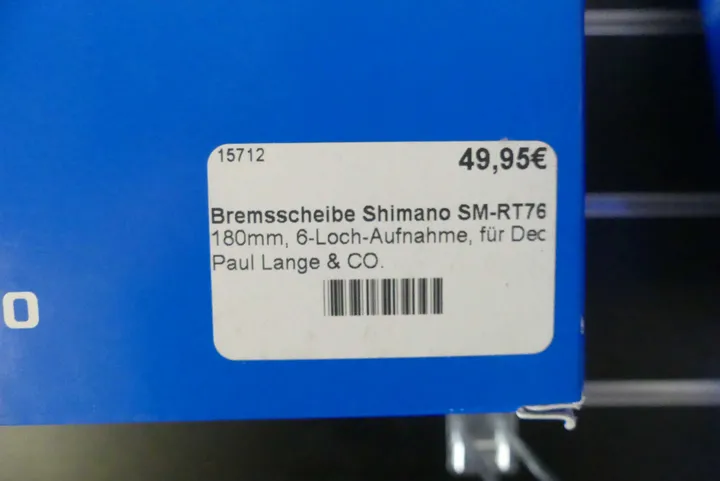 15712
49,95€
Bremsscheibe Shimano SM-RT76
180mm, 6-Loch-Aufnahme, für Dec
Paul Lange & CO.
O